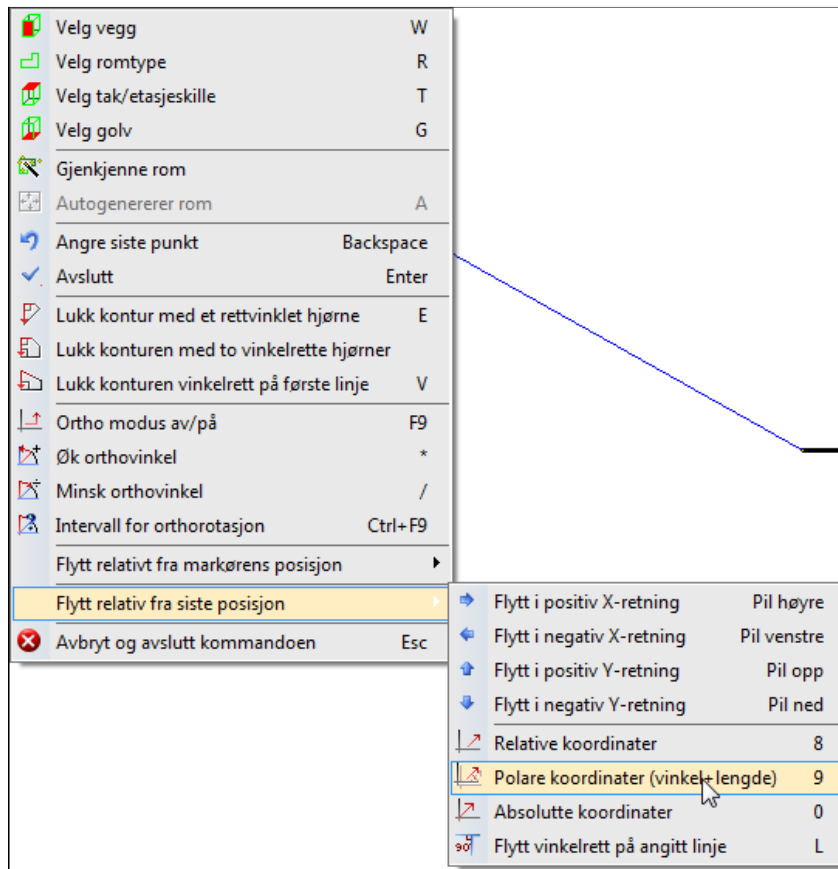 Velg vegg W
Velg romtype R
Velg tak/etasjeskille T
Velg golv G
Gjenkjenne rom
Autogenererer rom A
Angre siste punkt Backspace
Avslutt Enter
Lukk kontur med et rettvinklet hjørne E
Lukk konturen med to vinkelrette hjørner
Lukk konturen vinkelrett på første linje V
Ortho modus av/på F9
Øk orthovinkel *
Minsk orthovinkel /
Intervall for orthorotasjon Ctrl+F9
Flytt relativt fra markørens posisjon
Flytt relativ fra siste posisjon
Avbryt og avslutt kommandoen Esc
Flytt i positiv X-retning Pil høyre
Flytt i negativ X-retning Pil venstre
Flytt i positiv Y-retning Pil opp
Flytt i negativ Y-retning Pil ned
Relative koordinater 8
Polare koordinater (vinkel+lengde) 9
Absolutte koordinater 0
90° Flytt vinkelrett på angitt linje L